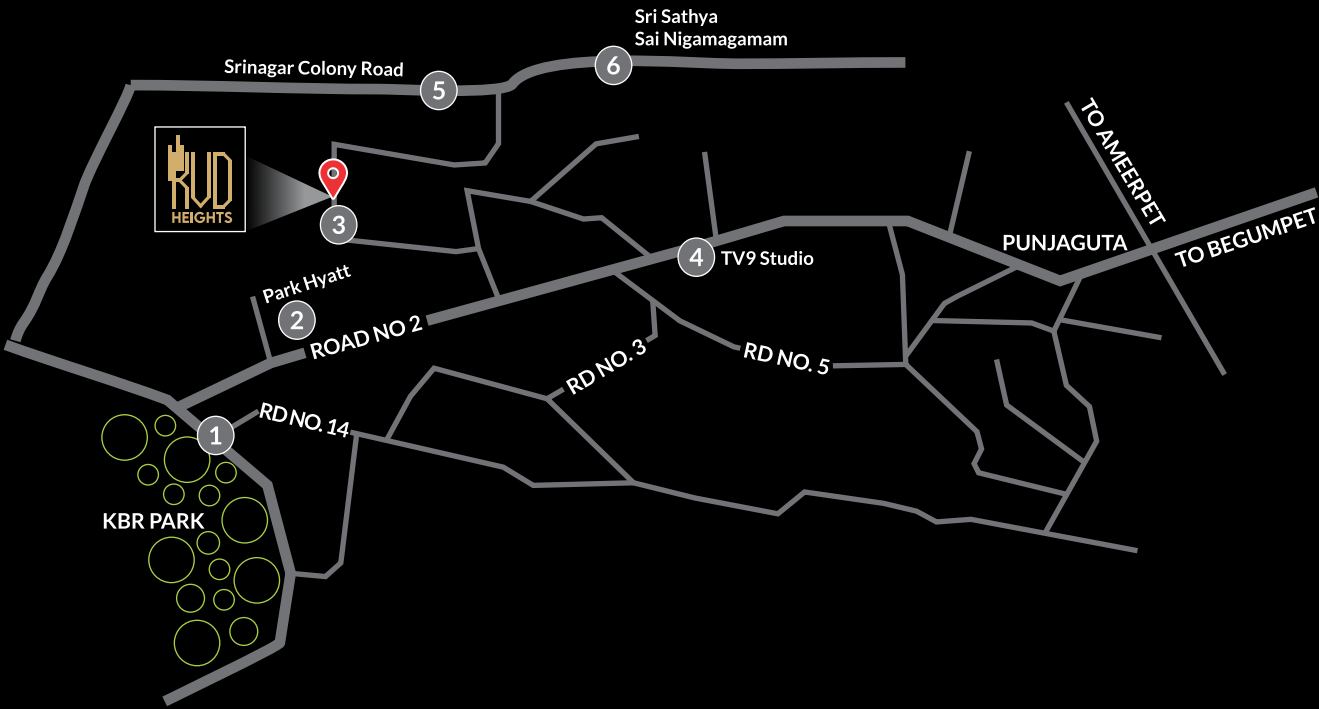 Sri Sathya
Sai Nigamagamam
6
Srinagar Colony Road
5
TO AMEERPET
RVD
HEIGHTS
3
PUNJAGUTA
TO BEGUMPET
4
TV9 Studio
Park Hyatt
2
ROAD NO 2
RD NO. 3
RD NO. 5
RD NO. 14
1
KBR PARK